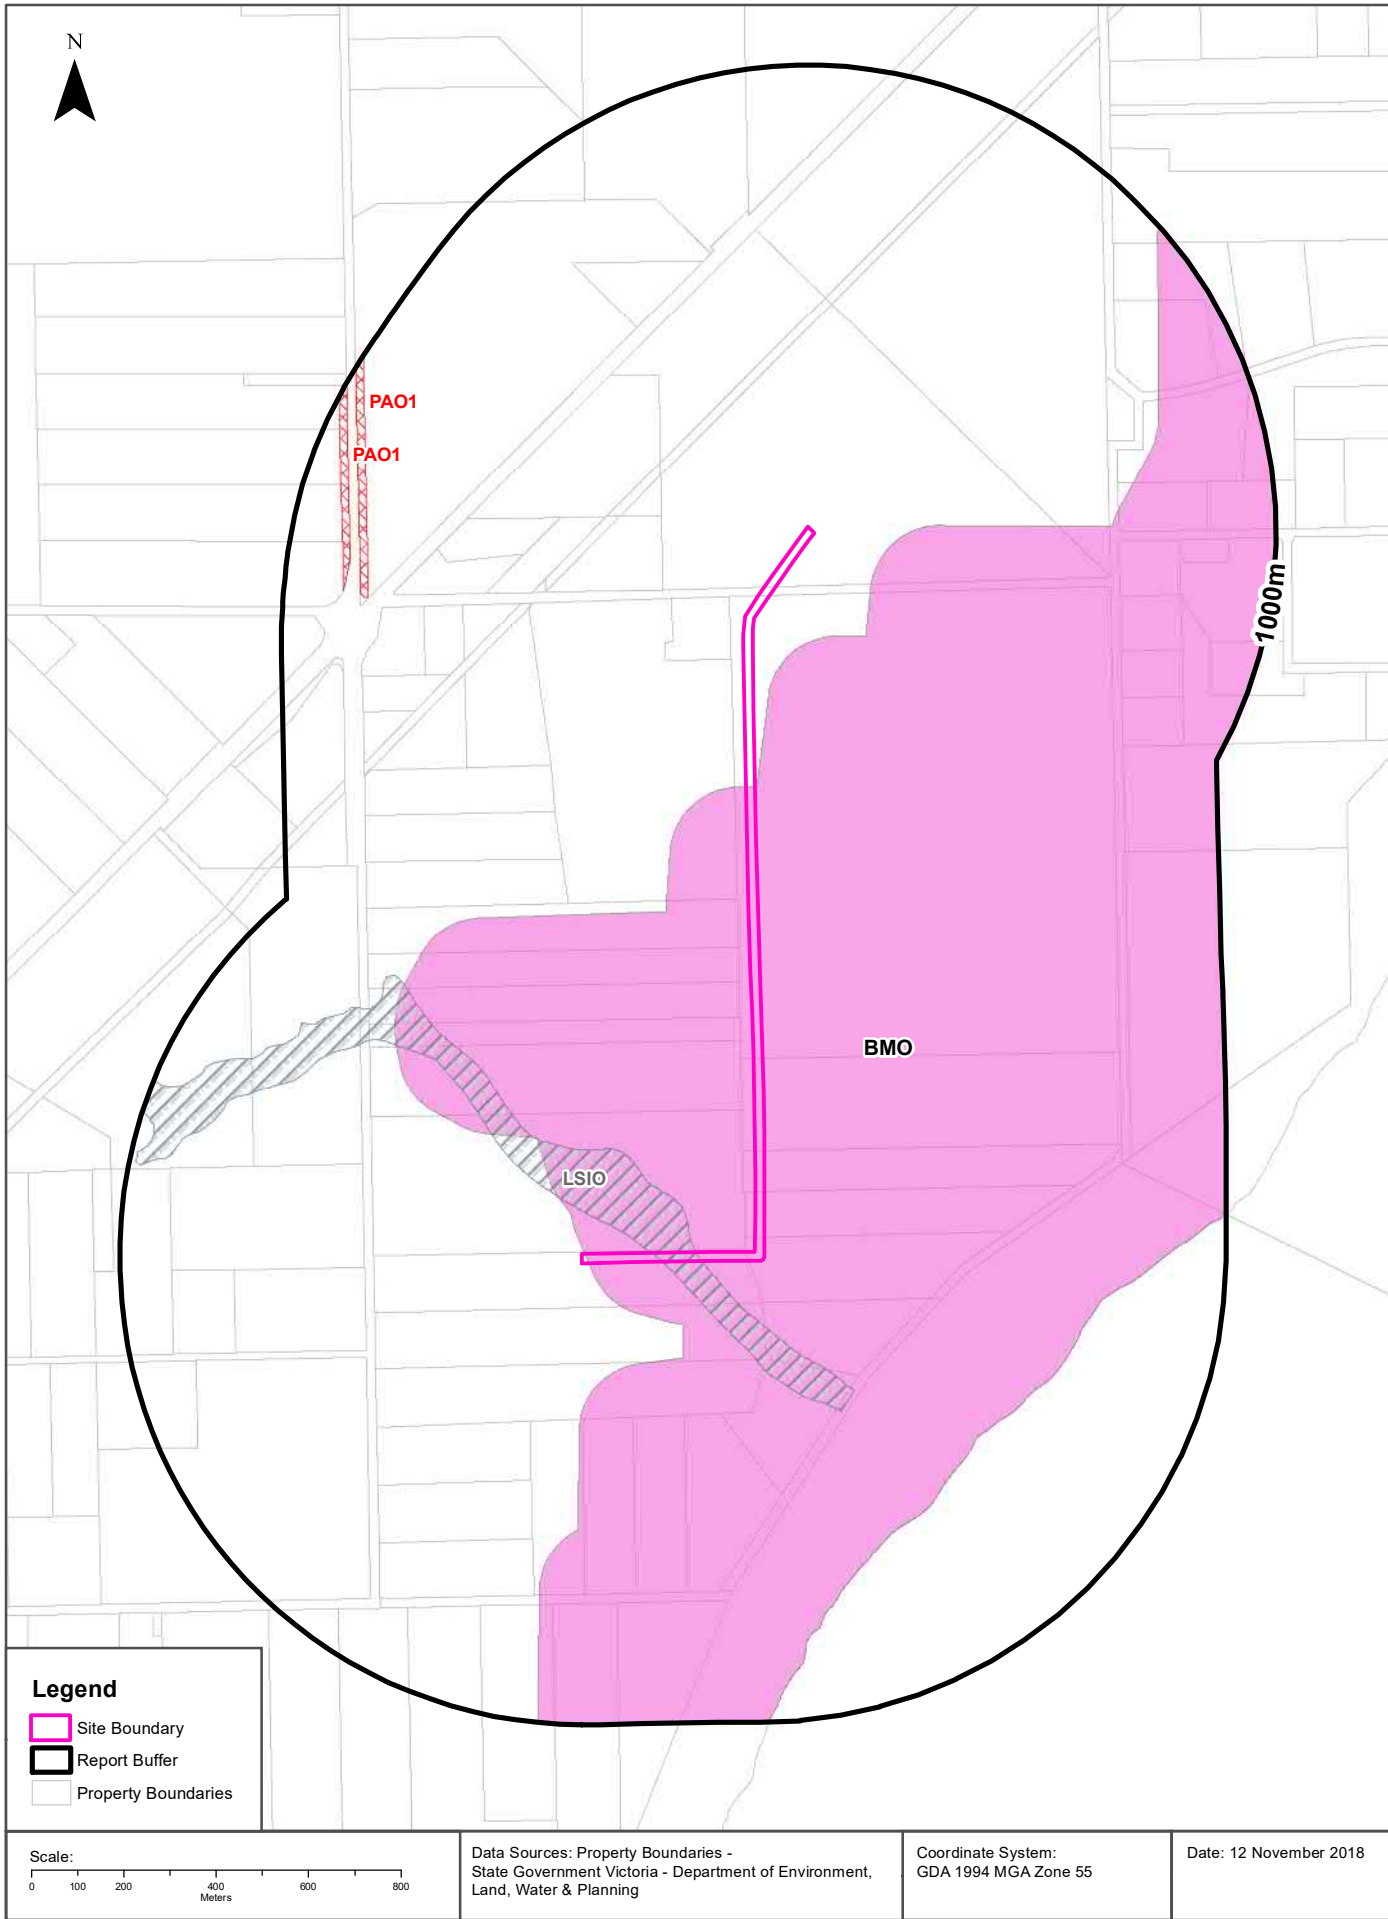 N
PAO1
PAO1
1000m
BMO
LSIO
Legend
Site Boundary
Report Buffer
Property Boundaries
Scale:
0 100 200 400 600 800
Meters
Data Sources: Property Boundaries -
State Government Victoria - Department of Environment,
Land, Water & Planning
Coordinate System:
GDA 1994 MGA Zone 55
Date: 12 November 2018